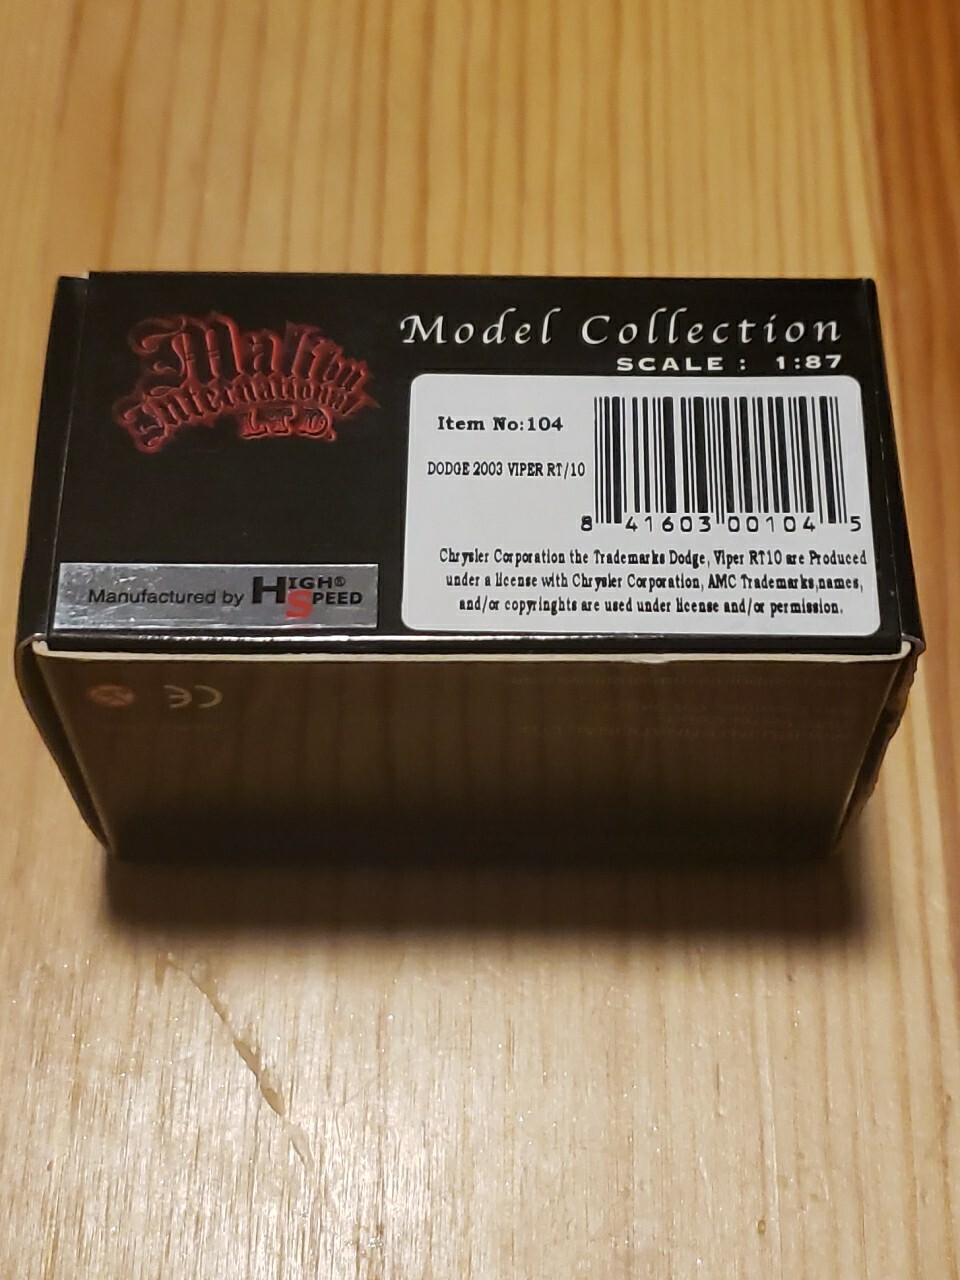 Malibu
International
LTD.
Model Collection
SCALE : 1:87
Item No:104
DODGE 2003 VIPER RT/10
8 41603 00104 5
Chrysler Corporation the Trademarks Dodge, Viper RT10 are Produced
under a license with Chrysler Corporation, AMC Trademarks,names,
and/or copyringhts are used under license and/or permission.
Manufactured by HIGH® SPEED
CE